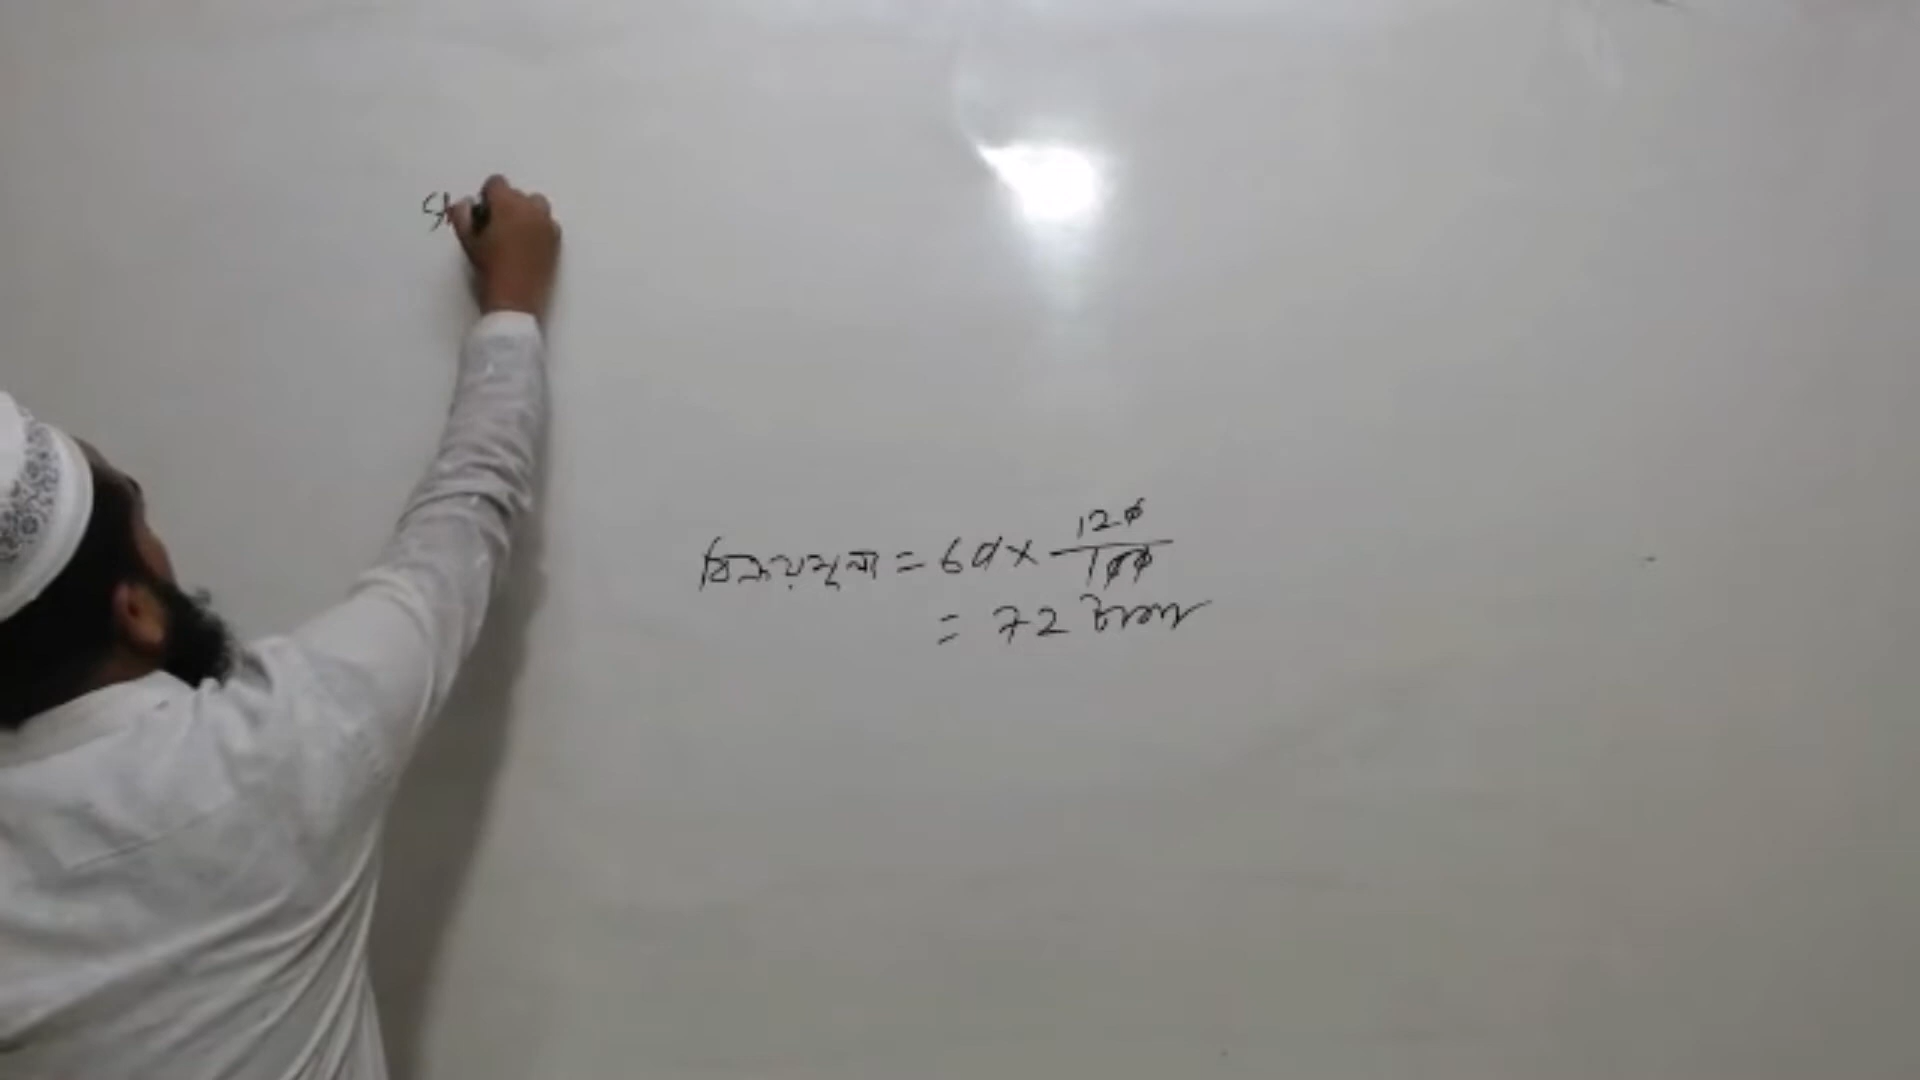 বিক্রয়মূল্য = 60 × 120/100
= 72 টাকা